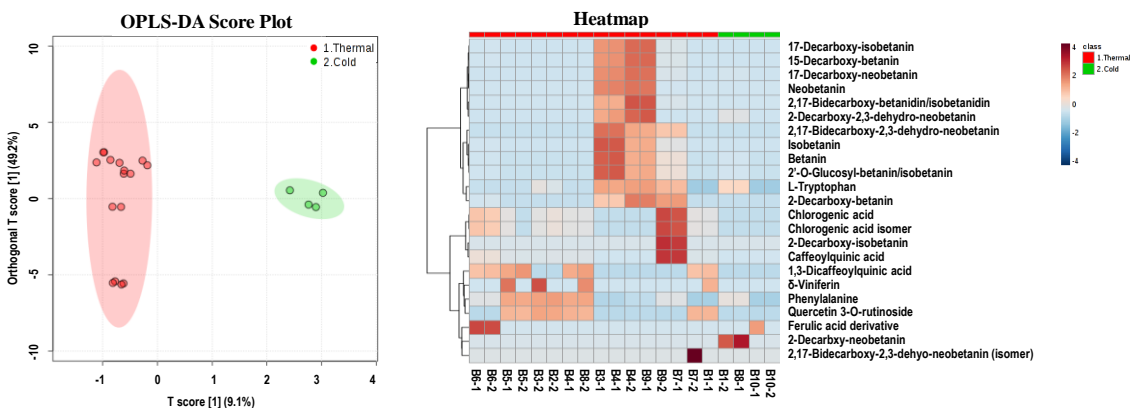 OPLS-DA Score Plot
1.Thermal
2.Cold
10
5
0
-5
-10
Orthogonal T score [1] (49.2%)
-1
0
1
2
3
4
T score [1] (9.1%)
Heatmap
17-Decarboxy-isobetanin
15-Decarboxy-betanin
17-Decarboxy-neobetanin
Neobetanin
2,17-Bidecarboxy-betanidin/isobetanidin
2-Decarboxy-2,3-dehydro-neobetanin
2,17-Bidecarboxy-2,3-dehydro-neobetanin
Isobetanin
Betanin
2'-O-Glucosyl-betanin/isobetanin
L-Tryptophan
2-Decarboxy-betanin
Chlorogenic acid
Chlorogenic acid isomer
2-Decarboxy-isobetanin
Caffeoylquinic acid
1,3-Dicaffeoylquinic acid
δ-Viniferin
Phenylalanine
Quercetin 3-O-rutinoside
Ferulic acid derivative
2-Decarbxy-neobetanin
2,17-Bidecarboxy-2,3-dehyo-neobetanin (isomer)
B6-1
B6-2
B5-1
B5-2
B3-2
B2-2
B4-1
B8-2
B3-1
B4-1
B4-2
B9-1
B9-2
B7-1
B7-2
B1-1
B1-2
B8-1
B10-1
B10-2
4
2
0
-2
-4
class
1.Thermal
2.Cold